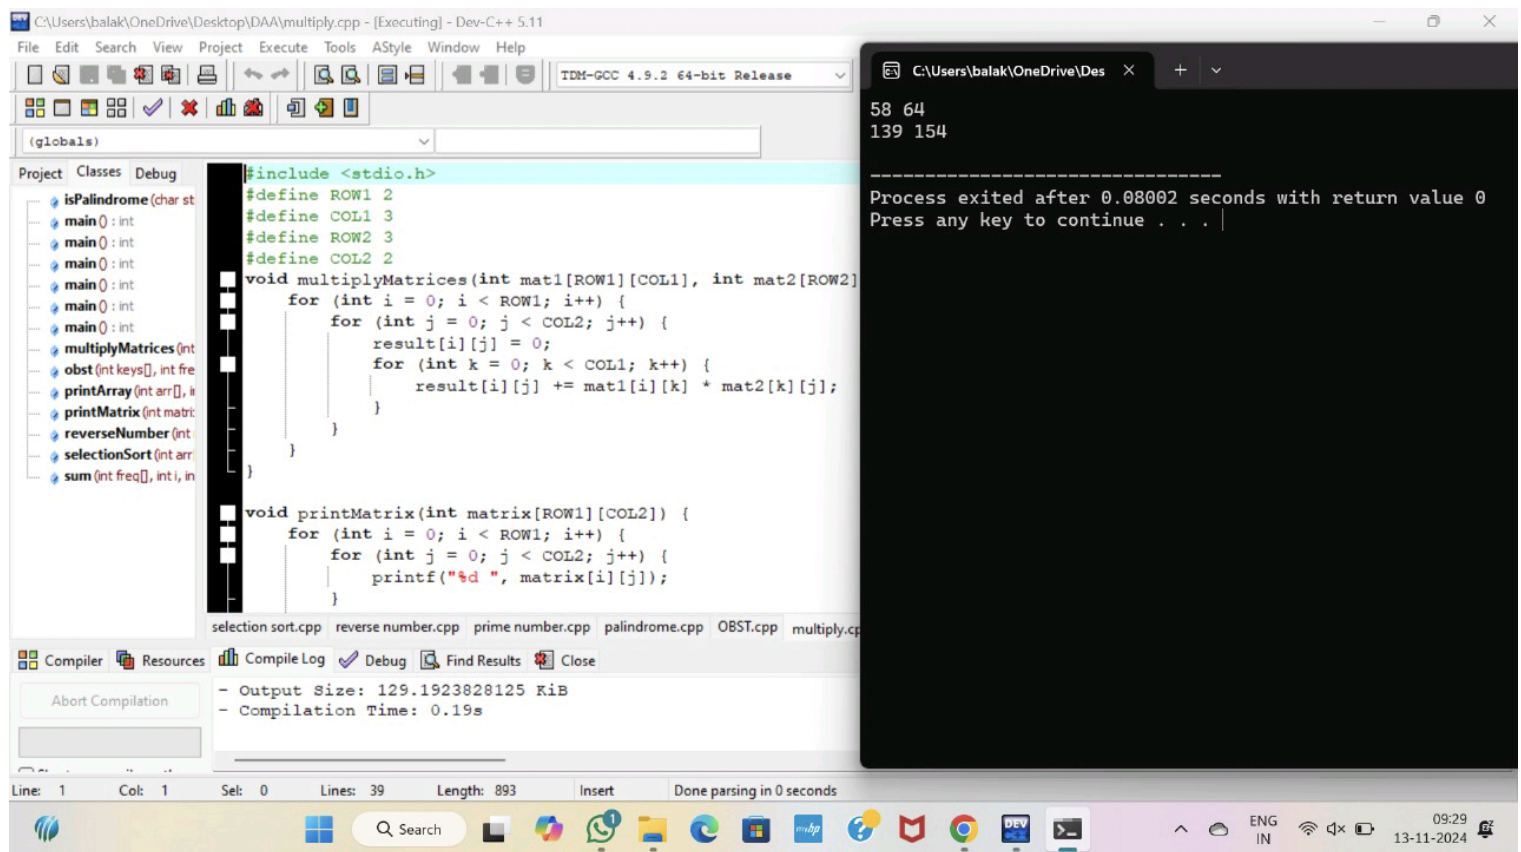 C:\Users\balak\OneDrive\Desktop\DAA\multiply.cpp - [Executing] - Dev-C++ 5.11
File Edit Search View Project Execute Tools AStyle Window Help
TDM-GCC 4.9.2 64-bit Release
(globals)
Project Classes Debug
isPalindrome (char st
main () : int
main () : int
main () : int
main () : int
main () : int
main () : int
multiplyMatrices (int
obst (int keys[], int fre
printArray (int arr[], i
printMatrix (int matri
reverseNumber (int
selectionSort (int arr
sum (int freq[], int i, in
#include <stdio.h>
#define ROW1 2
#define COL1 3
#define ROW2 3
#define COL2 2
void multiplyMatrices(int mat1[ROW1][COL1], int mat2[ROW2]
for (int i = 0; i < ROW1; i++) {
for (int j = 0; j < COL2; j++) {
result[i][j] = 0;
for (int k = 0; k < COL1; k++) {
result[i][j] += mat1[i][k] * mat2[k][j];
}
}
}
}
void printMatrix(int matrix[ROW1][COL2]) {
for (int i = 0; i < ROW1; i++) {
for (int j = 0; j < COL2; j++) {
printf("%d ", matrix[i][j]);
}
selection sort.cpp reverse number.cpp prime number.cpp palindrome.cpp OBST.cpp multiply.cp
Compiler Resources Compile Log Debug Find Results Close
Abort Compilation
- Output Size: 129.1923828125 KiB
- Compilation Time: 0.19s
Line: 1 Col: 1 Sel: 0 Lines: 39 Length: 893 Insert Done parsing in 0 seconds
C:\Users\balak\OneDrive\Des
58 64
139 154
--------------------------------
Process exited after 0.08002 seconds with return value 0
Press any key to continue . . .
Search
1
myhp
DEV
ENG
IN
09:29
13-11-2024